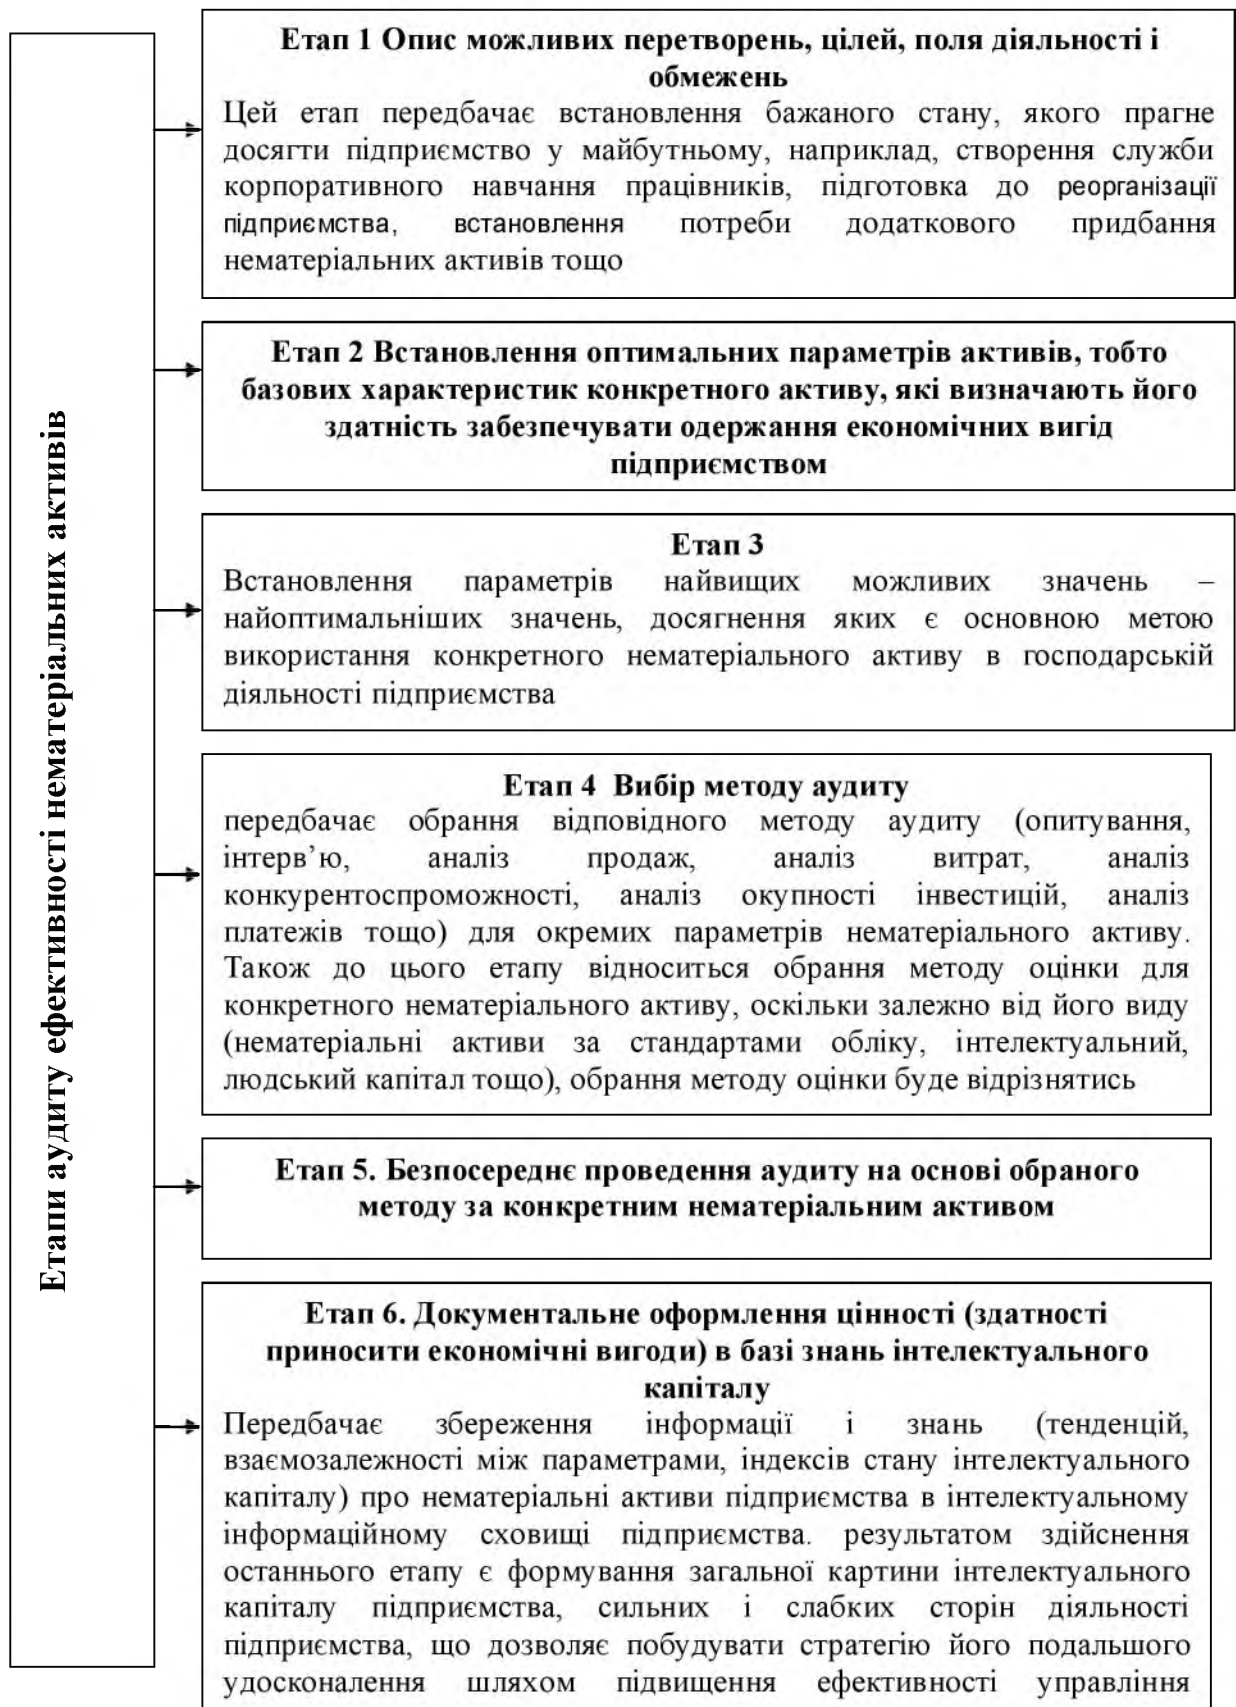 Етапи аудиту ефективності нематеріальних активів
Етап 1 Опис можливих перетворень, цілей, поля діяльності і
обмежень
Цей етап передбачає встановлення бажаного стану, якого прагне
досягти підприємство у майбутньому, наприклад, створення служби
корпоративного навчання працівників, підготовка до реорганізації
підприємства, встановлення потреби додаткового придбання
нематеріальних активів тощо
Етап 2 Встановлення оптимальних параметрів активів, тобто
базових характеристик конкретного активу, які визначають його
здатність забезпечувати одержання економічних вигід
підприємством
Етап 3
Встановлення параметрів найвищих можливих значень –
найоптимальніших значень, досягнення яких є основною метою
використання конкретного нематеріального активу в господарській
діяльності підприємства
Етап 4 Вибір методу аудиту
передбачає обрання відповідного методу аудиту (опитування,
інтерв’ю, аналіз продаж, аналіз витрат, аналіз
конкурентоспроможності, аналіз окупності інвестицій, аналіз
платежів тощо) для окремих параметрів нематеріального активу.
Також до цього етапу відноситься обрання методу оцінки для
конкретного нематеріального активу, оскільки залежно від його виду
(нематеріальні активи за стандартами обліку, інтелектуальний,
людський капітал тощо), обрання методу оцінки буде відрізнятись
Етап 5. Безпосереднє проведення аудиту на основі обраного
методу за конкретним нематеріальним активом
Етап 6. Документальне оформлення цінності (здатності
приносити економічні вигоди) в базі знань інтелектуального
капіталу
Передбачає збереження інформації і знань (тенденцій,
взаємозалежності між параметрами, індексів стану інтелектуального
капіталу) про нематеріальні активи підприємства в інтелектуальному
інформаційному сховищі підприємства. результатом здійснення
останнього етапу є формування загальної картини інтелектуального
капіталу підприємства, сильних і слабких сторін діяльності
підприємства, що дозволяє побудувати стратегію його подальшого
удосконалення шляхом підвищення ефективності управління